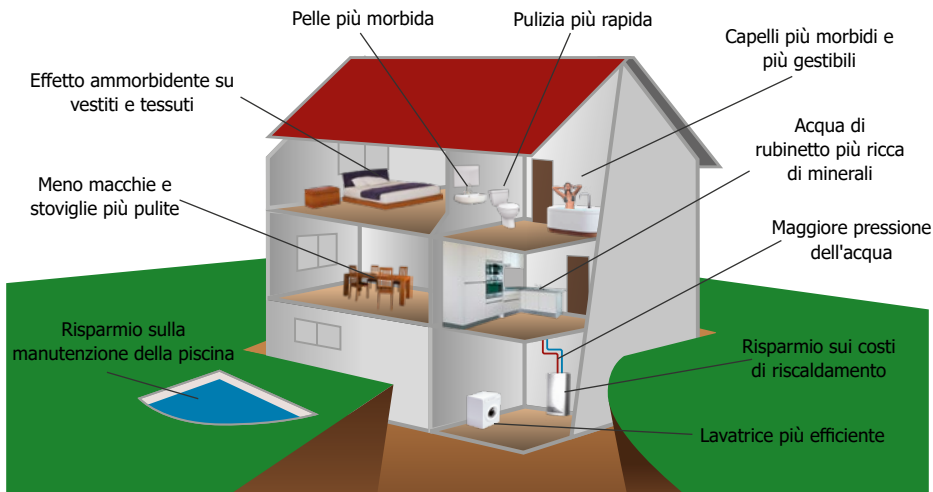 Pelle più morbida
Pulizia più rapida
Capelli più morbidi e
più gestibili
Effetto ammorbidente su
vestiti e tessuti
Acqua di
rubinetto più ricca
di minerali
Meno macchie e
stoviglie più pulite
Maggiore pressione
dell'acqua
Risparmio sulla
manutenzione della piscina
Risparmio sui costi
di riscaldamento
Lavatrice più efficiente